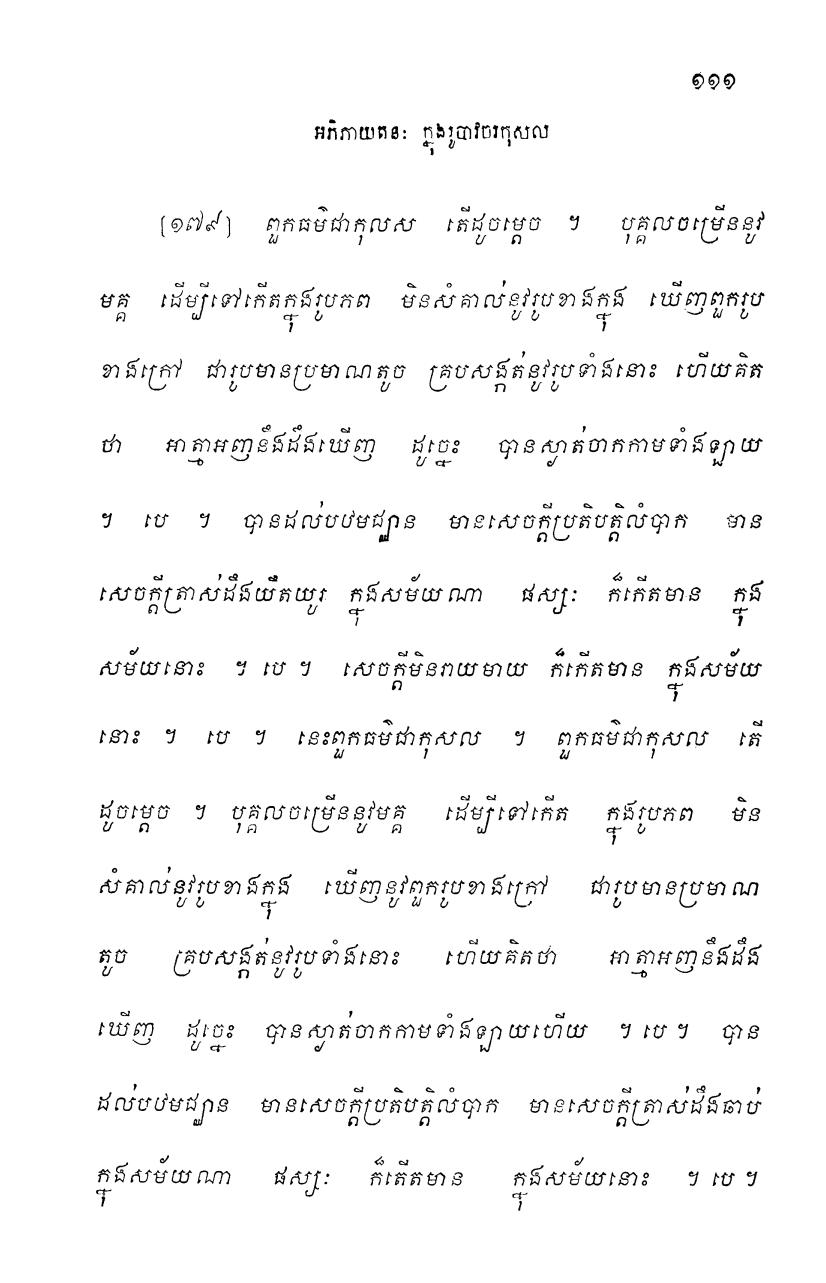 ១១១
អភិភាយតនៈ ក្នុងរូបាវចរកុសល
[១៧៩] ពួកធម៌ជាកុលស តើដូចម្តេច ។ បុគ្គលចម្រើននូវ
មគ្គ ដើម្បីទៅកើតក្នុងរូបភព មិនសំគាល់នូវរូបខាងក្នុង ឃើញពួករូប
ខាងក្រៅ ជារូបមានប្រមាណតូច គ្របសង្កត់នូវរូបទាំងនោះ ហើយគិត
ថា អាត្មាអញនឹងដឹងឃើញ ដូច្នេះ បានស្ងាត់ចាកកាមទាំងឡាយ
។ បេ ។ បានដល់បឋមជ្ឈាន មានសេចក្តីប្រតិបត្តិលំបាក មាន
សេចក្តីត្រាស់ដឹងយឺតយូរ ក្នុងសម័យណា ផស្សៈ ក៏កើតមាន ក្នុង
សម័យនោះ ។ បេ ។ សេចក្តីមិនរាយមាយ ក៏កើតមាន ក្នុងសម័យ
នោះ ។ បេ ។ នេះពួកធម៌ជាកុសល ។ ពួកធម៌ជាកុសល តើ
ដូចម្តេច ។ បុគ្គលចម្រើននូវមគ្គ ដើម្បីទៅកើត ក្នុងរូបភព មិន
សំគាល់នូវរូបខាងក្នុង ឃើញនូវពួករូបខាងក្រៅ ជារូបមានប្រមាណ
តូច គ្របសង្កត់នូវរូបទាំងនោះ ហើយគិតថា អាត្មាអញនឹងដឹង
ឃើញ ដូច្នេះ បានស្ងាត់ចាកកាមទាំងឡាយហើយ ។ បេ ។ បាន
ដល់បឋមជ្ឈាន មានសេចក្តីប្រតិបត្តិលំបាក មានសេចក្តីត្រាស់ដឹងឆាប់
ក្នុងសម័យណា ផស្សៈ ក៏កើតមាន ក្នុងសម័យនោះ ។ បេ ។